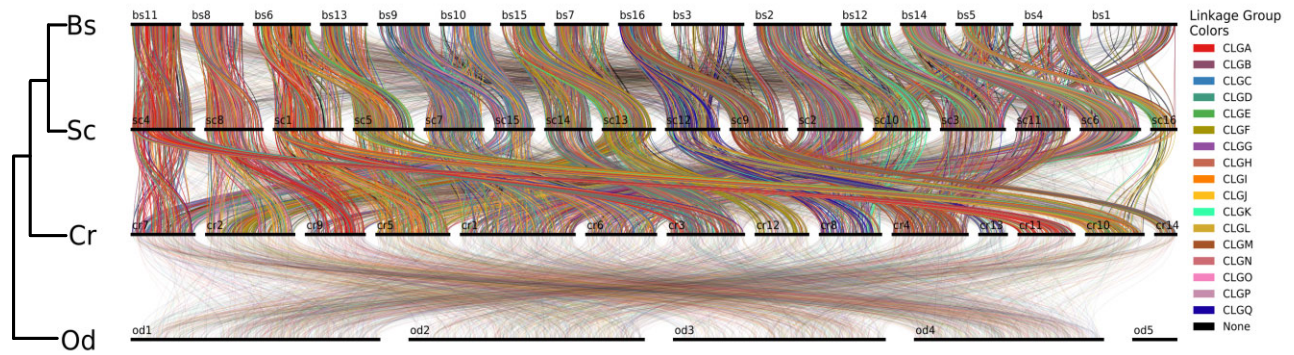 bs11 bs8 bs6 bs13 bs9 bs10 bs15 bs7 bs16 bs3 bs2 bs12 bs14 bs5 bs4 bs1
Bs
sc4 sc8 sc1 sc5 sc7 sc15 sc14 sc13 sc12 sc9 sc2 sc10 sc3 sc11 sc6 sc16
Sc
cr7 cr2 cr9 cr5 cr1 cr6 cr3 cr12 cr8 cr4 cr13 cr11 cr10 cr14
Cr
od1 od2 od3 od4 od5
Od
Linkage Group
Colors
CLGA
CLGB
CLGC
CLGD
CLGE
CLGF
CLGG
CLGH
CLGI
CLGJ
CLGK
CLGL
CLGM
CLGN
CLGO
CLGP
CLGQ
None